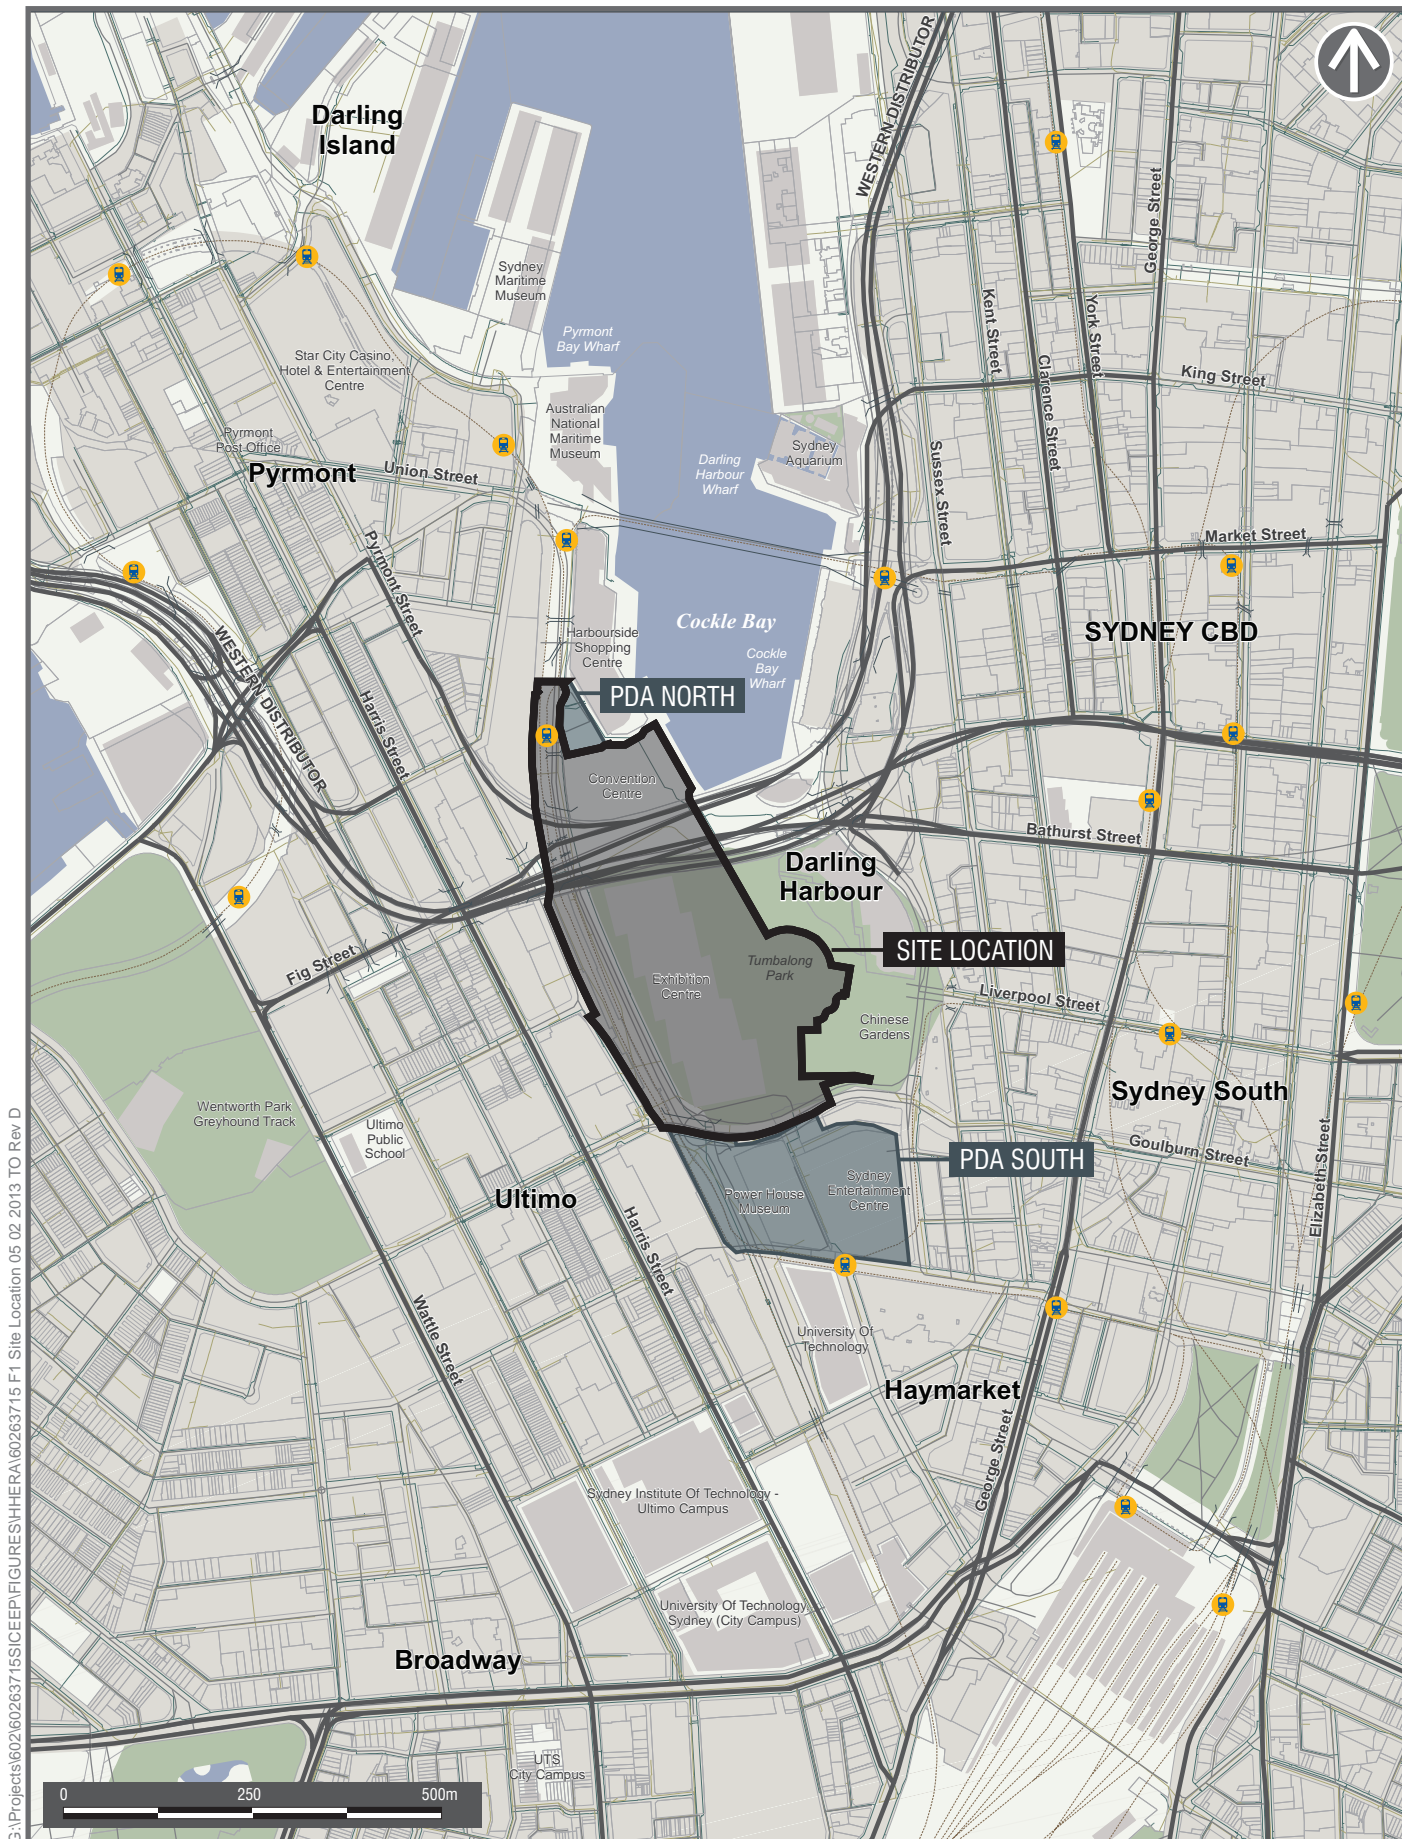 WESTERN DISTRIBUTOR
Darling
Island
George Street
Sydney
Maritime
Museum
Kent Street
York Street
Pyrmont
Bay Wharf
Star City Casino,
Hotel & Entertainment
Centre
Clarence Street
King Street
Australian
National
Maritime
Museum
Pyrmont
Post Office
Sydney
Aquarium
Darling
Harbour
Wharf
Sussex Street
Pyrmont
Union Street
Market Street
Pyrmont Street
Cockle Bay
SYDNEY CBD
Harbourside
Shopping
Centre
Cockle
Bay
Wharf
WESTERN DISTRIBUTOR
Harris Street
PDA NORTH
Convention
Centre
Bathurst Street
Darling
Harbour
SITE LOCATION
Fig Street
Tumbalong
Park
Exhibition
Centre
Liverpool Street
Chinese
Gardens
Sydney South
Wentworth Park
Greyhound Track
Ultimo
Public
School
Goulburn Street
PDA SOUTH
Elizabeth Street
Ultimo
Power House
Museum
Sydney
Entertainment
Centre
Harris Street
Wattle Street
University Of
Technology
Haymarket
George Street
Sydney Institute Of Technology -
Ultimo Campus
University Of Technology,
Sydney (City Campus)
Broadway
UTS
City Campus
0 250 500m
G:\Projects\602\60263715SICEEP\FIGURES\HHERA\60263715 F1 Site Location 05 02 2013 TO Rev D